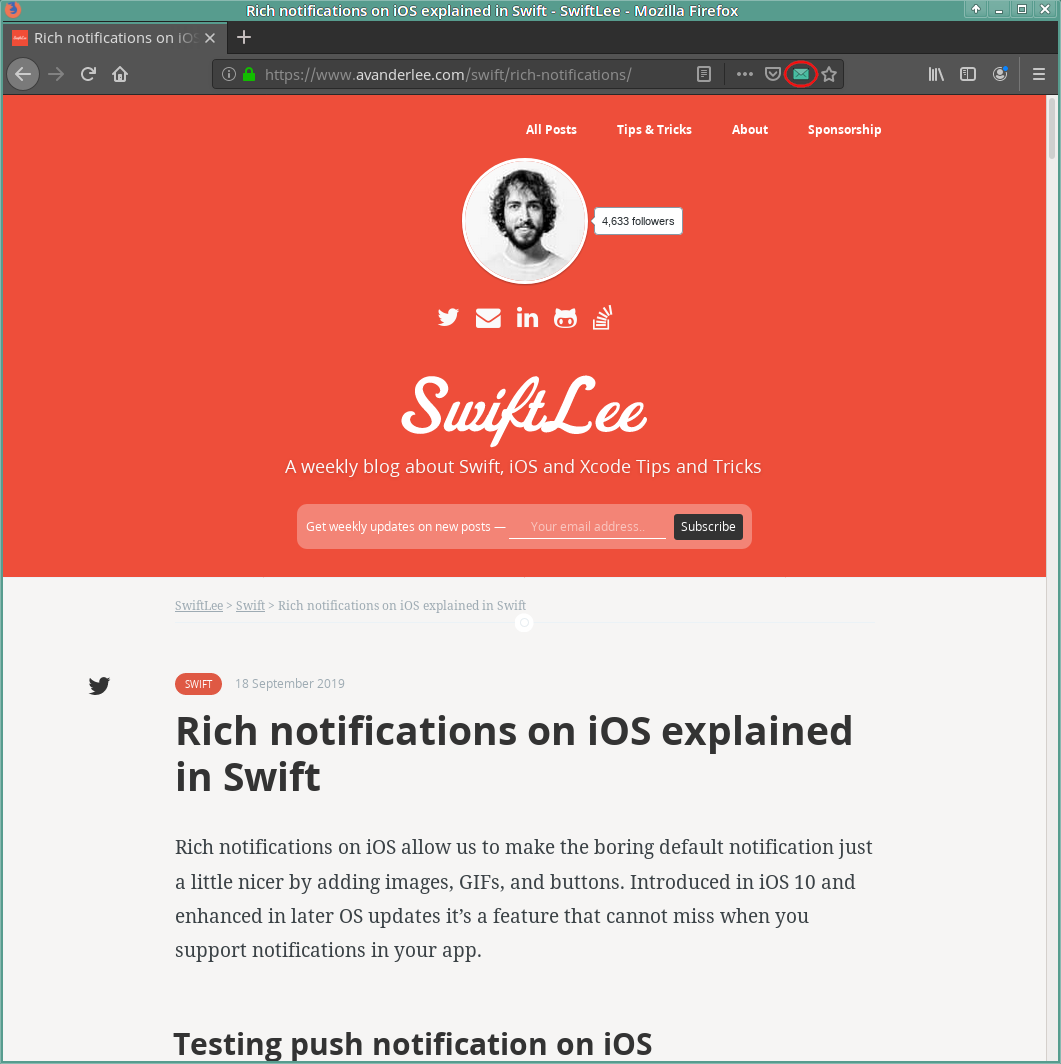 Rich notifications on iOS explained in Swift - SwiftLee - Mozilla Firefox
Rich notifications on iOS
https://www.avanderlee.com/swift/rich-notifications/
All Posts Tips & Tricks About Sponsorship
4,633 followers
SwiftLee
A weekly blog about Swift, iOS and Xcode Tips and Tricks
Get weekly updates on new posts — Your email address.. Subscribe
SwiftLee > Swift > Rich notifications on iOS explained in Swift
SWIFT 18 September 2019
Rich notifications on iOS explained
in Swift
Rich notifications on iOS allow us to make the boring default notification just
a little nicer by adding images, GIFs, and buttons. Introduced in iOS 10 and
enhanced in later OS updates it’s a feature that cannot miss when you
support notifications in your app.
Testing push notification on iOS